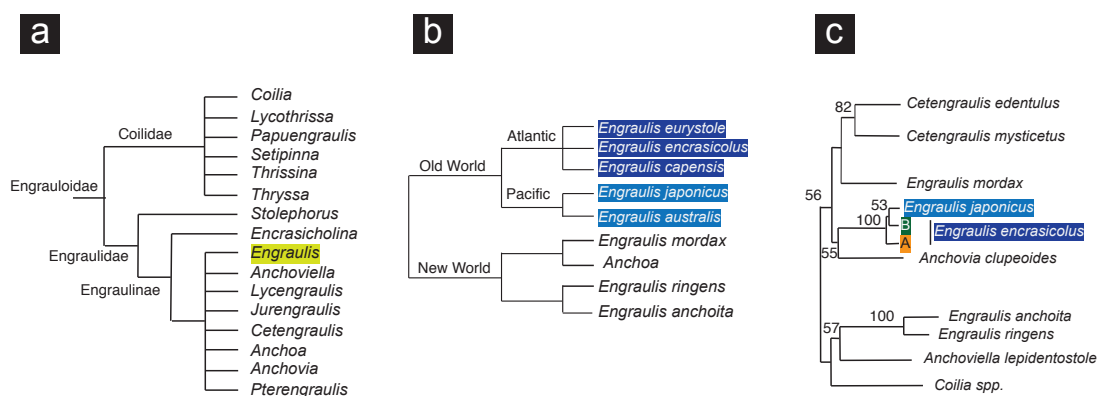 a
Coilia
Lycothrissa
Papuengraulis
Setipinna
Thrissina
Thryssa
Stolephorus
Encrasicholina
Engraulis
Anchoviella
Lycengraulis
Jurengraulis
Cetengraulis
Anchoa
Anchovia
Pterengraulis
Coilidae
Engrauloidae
Engraulidae
Engraulinae
b
Atlantic
Old World
Pacific
New World
Engraulis eurystole
Engraulis encrasicolus
Engraulis capensis
Engraulis japonicus
Engraulis australis
Engraulis mordax
Anchoa
Engraulis ringens
Engraulis anchoita
c
82
Cetengraulis edentulus
Cetengraulis mysticetus
Engraulis mordax
56
53
Engraulis japonicus
100
B
A
Engraulis encrasicolus
55
Anchovia clupeoides
100
Engraulis anchoita
57
Engraulis ringens
Anchoviella lepidentostole
Coilia spp.